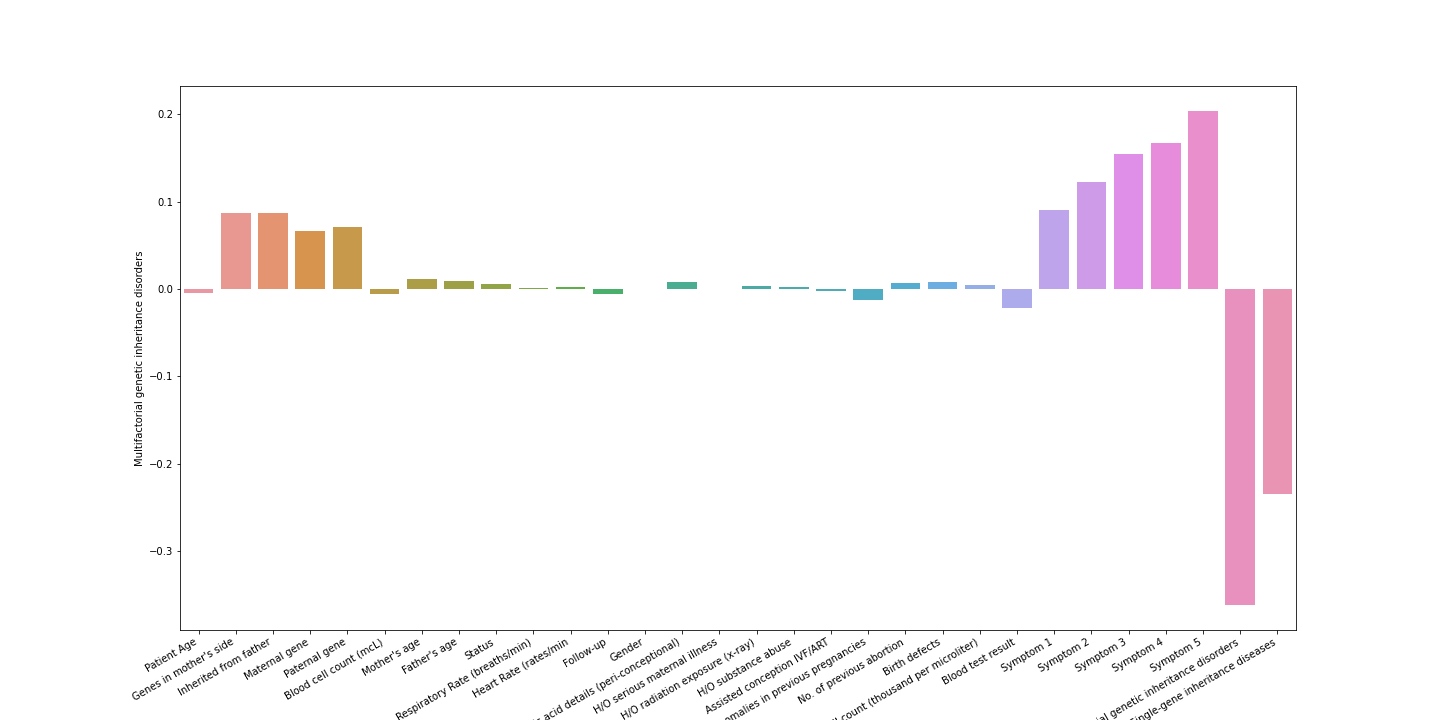 Multifactorial genetic inheritance disorders
0.2
0.1
0.0
−0.1
−0.2
−0.3
Patient Age
Genes in mother's side
Inherited from father
Maternal gene
Paternal gene
Blood cell count (mcL)
Mother's age
Father's age
Status
Respiratory Rate (breaths/min)
Heart Rate (rates/min
Follow-up
Gender
acid details (peri-conceptional)
H/O serious maternal illness
H/O radiation exposure (x-ray)
H/O substance abuse
Assisted conception IVF/ART
in previous pregnancies
No. of previous abortion
Birth defects
count (thousand per microliter)
Blood test result
Symptom 1
Symptom 2
Symptom 3
Symptom 4
Symptom 5
genetic inheritance disorders
Single-gene inheritance diseases